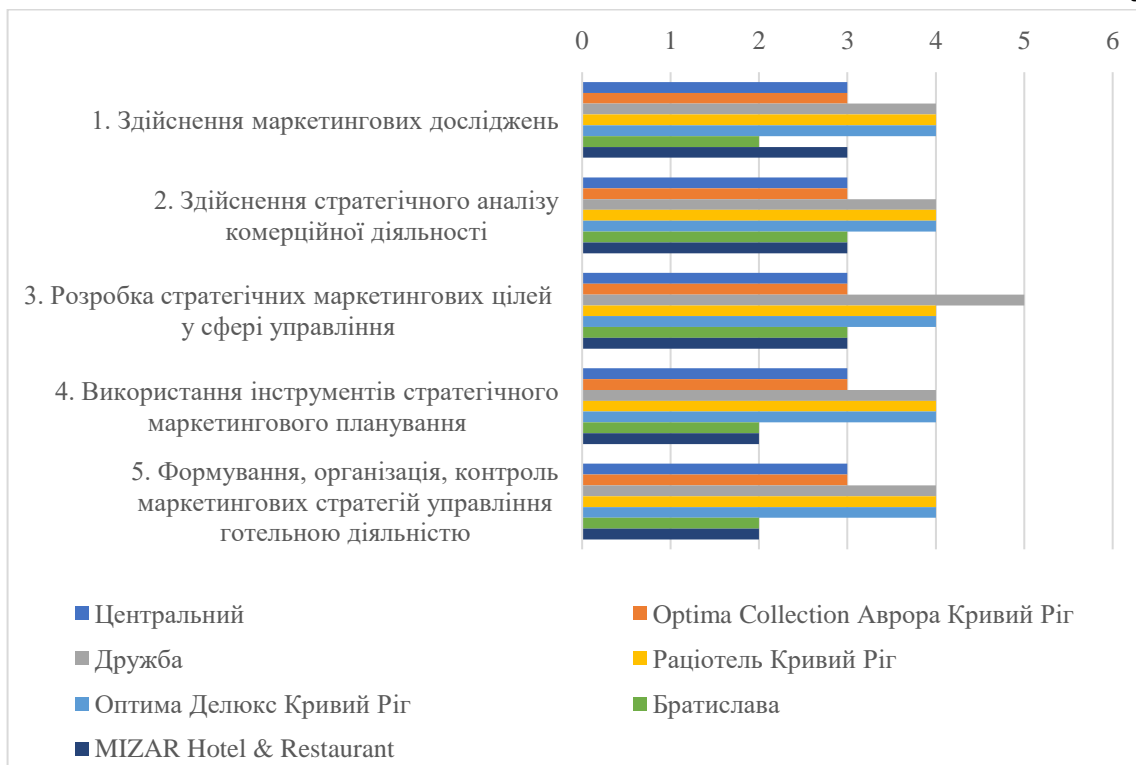 0 1 2 3 4 5 6
1. Здійснення маркетингових досліджень
2. Здійснення стратегічного аналізу
комерційної діяльності
3. Розробка стратегічних маркетингових цілей
у сфері управління
4. Використання інструментів стратегічного
маркетингового планування
5. Формування, організація, контроль
маркетингових стратегій управління
готельною діяльністю
Центральний
Optima Collection Аврора Кривий Ріг
Дружба
Раціотель Кривий Ріг
Оптима Делюкс Кривий Ріг
Братислава
MIZAR Hotel & Restaurant